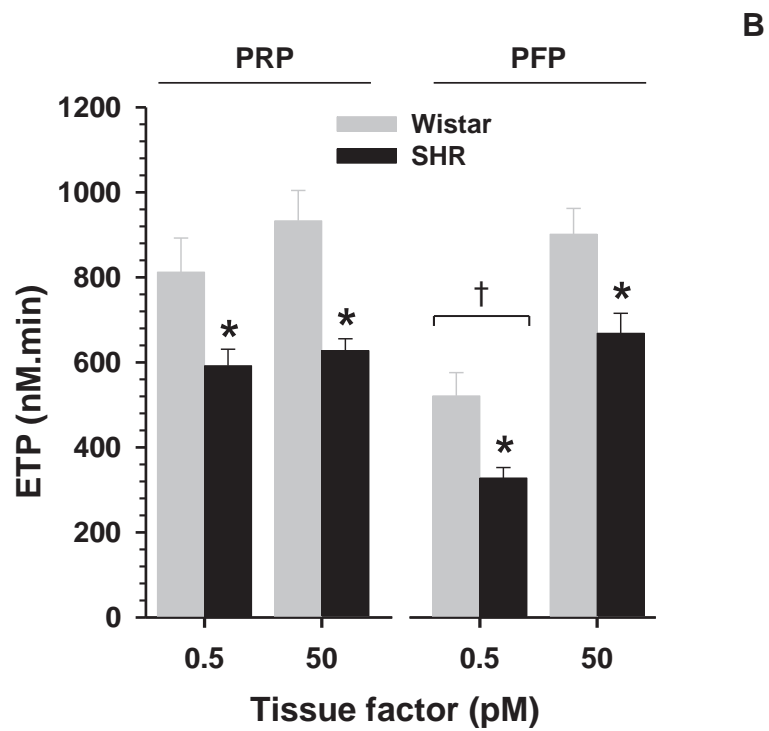 B
PRP PFP
Wistar
SHR
ETP (nM.min)
1200
1000
800
600
400
200
0
* * † * *
0.5 50 0.5 50
Tissue factor (pM)